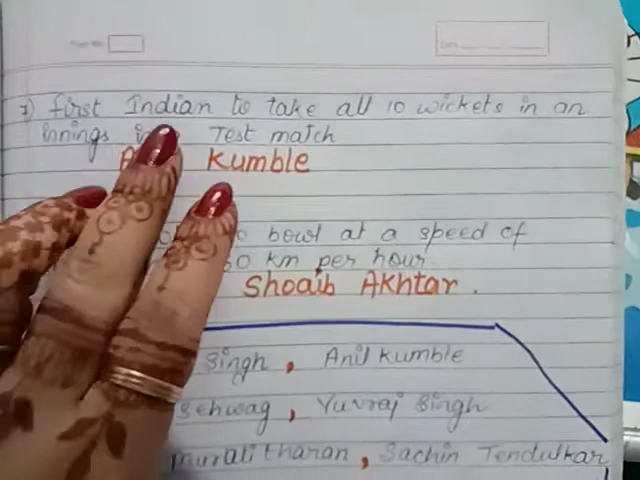 7) first Indian to take all 10 wickets in an
innings in Test match
Kumble
bowl at a speed of
km per hour.
Shoaib Akhtar.
Singh, Anil Kumble
Sehwag, Yuvraj Singh
Muralitharan, Sachin Tendulkar